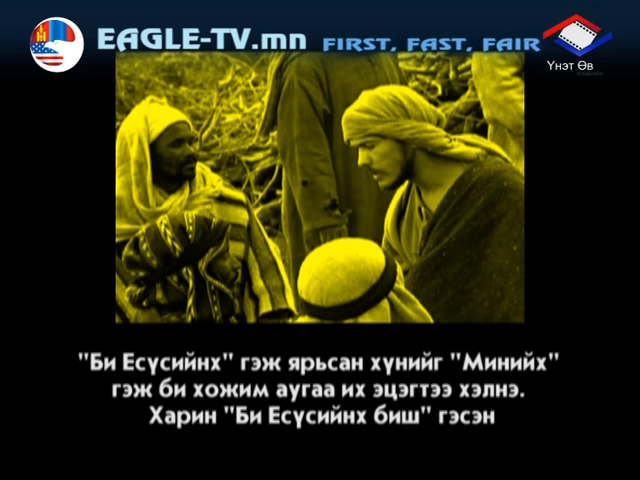 EAGLE-TV.mn FIRST, FAST, FAIR
Үнэт Өв
"Би Есүсийнх" гэж ярьсан хүнийг "Минийх"
гэж би хожим аугаа их эцэгтээ хэлнэ.
Харин "Би Есүсийнх биш" гэсэн